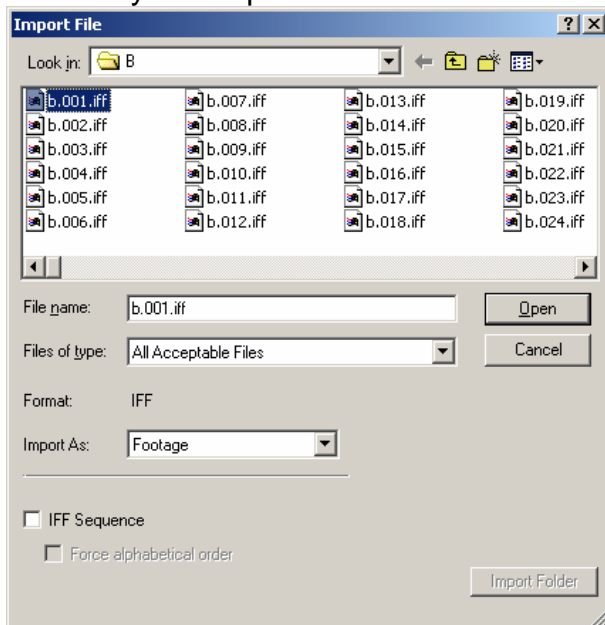 Import File
Look in: B
b.001.iff b.007.iff b.013.iff b.019.iff
b.002.iff b.008.iff b.014.iff b.020.iff
b.003.iff b.009.iff b.015.iff b.021.iff
b.004.iff b.010.iff b.016.iff b.022.iff
b.005.iff b.011.iff b.017.iff b.023.iff
b.006.iff b.012.iff b.018.iff b.024.iff
File name: b.001.iff Open
Files of type: All Acceptable Files Cancel
Format: IFF
Import As: Footage
IFF Sequence
Force alphabetical order
Import Folder